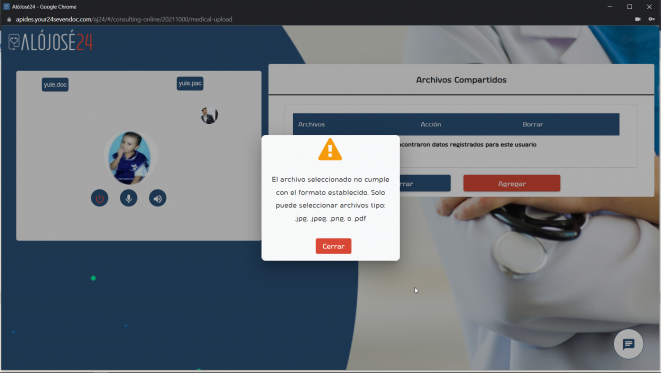 AlóJosé24 - Google Chrome
apides.your24sevendoc.com/aj24/#/consulting-online/20211000/medical-upload
ALÓJOSÉ24
yule.doc
yule.pac
Archivos Compartidos
Archivos Acción Borrar
contraron datos registrados para este usuario
rrar
Agregar
El archivo seleccionado no cumple
con el formato establecido. Solo
puede seleccionar archivos tipo:
.jpg, .jpeg, .png, o .pdf
Cerrar